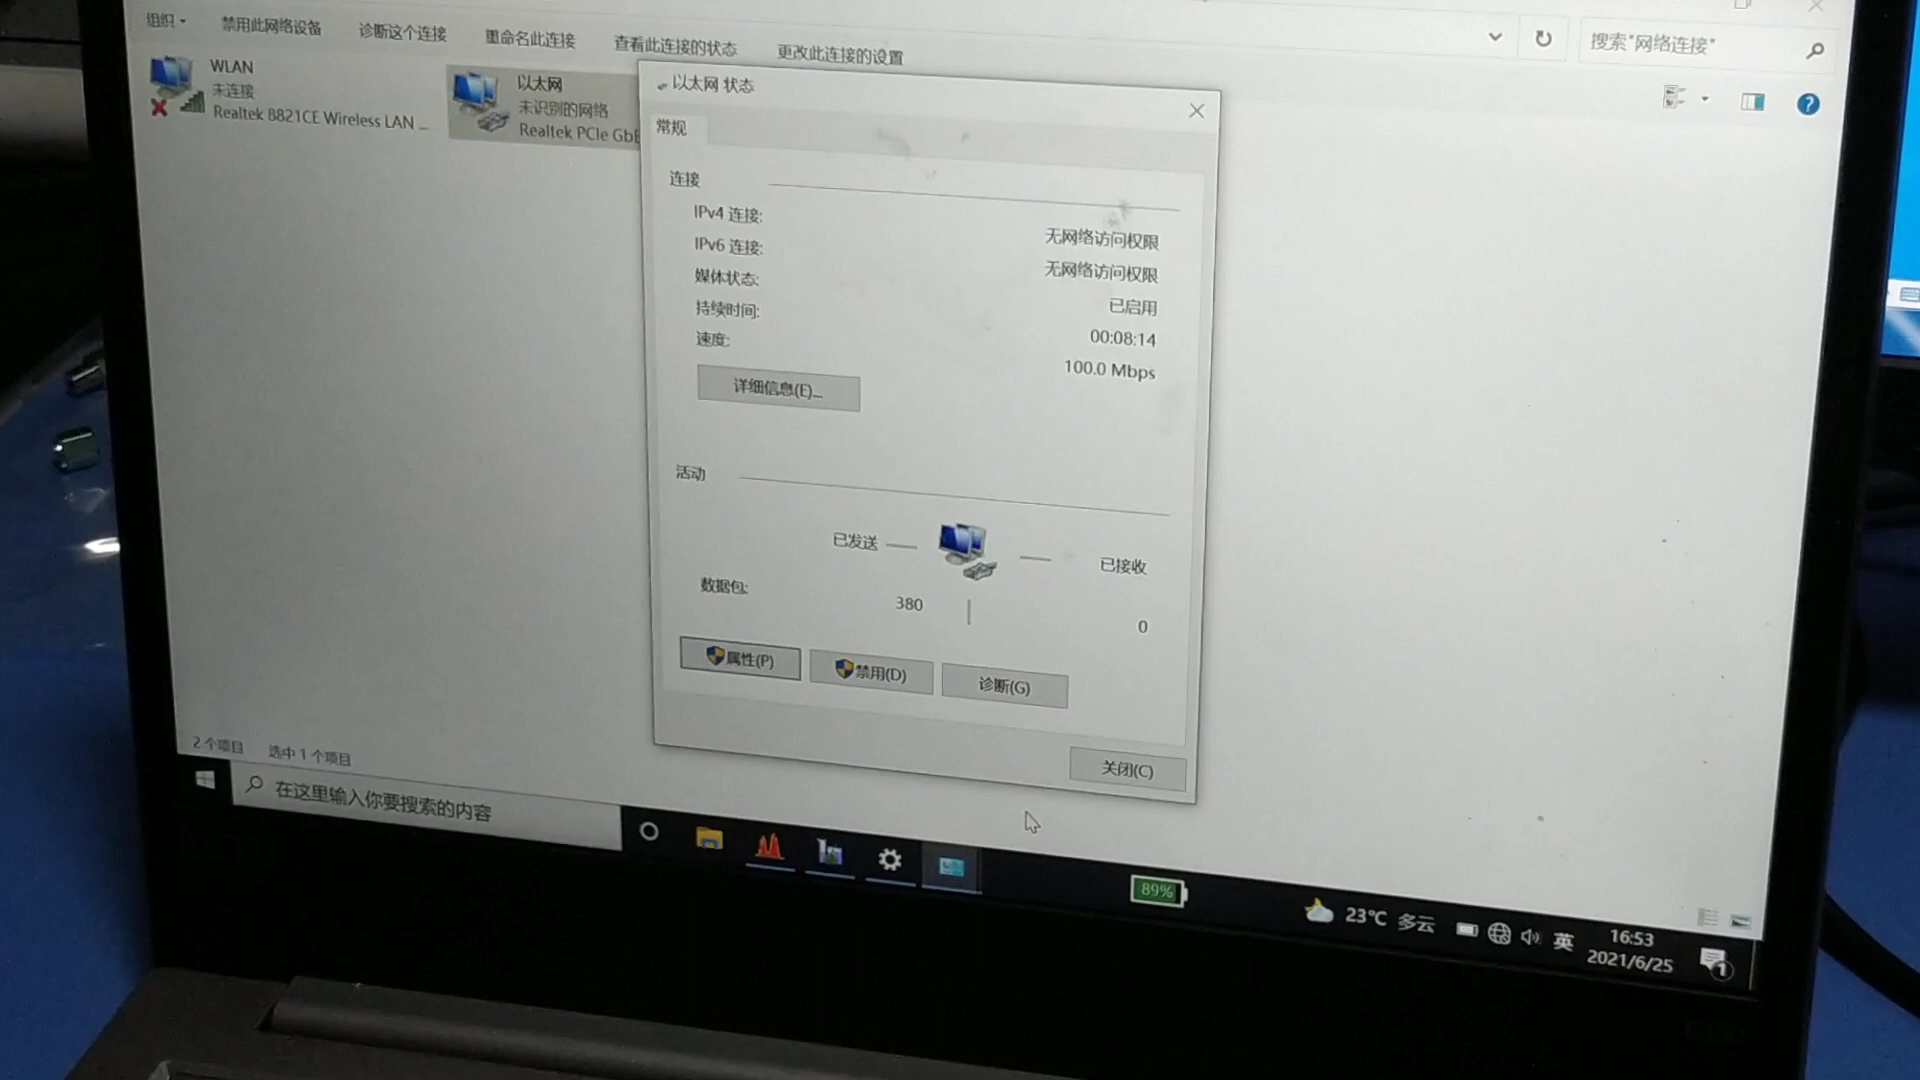 组织
禁用此网络设备
诊断这个连接
重命名此连接
查看此连接的状态
更改此连接的设置
搜索"网络连接"
WLAN
未连接
Realtek 8821CE Wireless LAN ...
以太网
未识别的网络
Realtek PCIe GbE
以太网 状态
常规
连接
IPv4 连接:
无网络访问权限
IPv6 连接:
无网络访问权限
媒体状态:
已启用
持续时间:
00:08:14
速度:
100.0 Mbps
详细信息(E)...
活动
已发送
已接收
数据包:
380
0
属性(P)
禁用(D)
诊断(G)
关闭(C)
2 个项目
选中 1 个项目
在这里输入你要搜索的内容
89%
23℃ 多云
英
16:53
2021/6/25
1